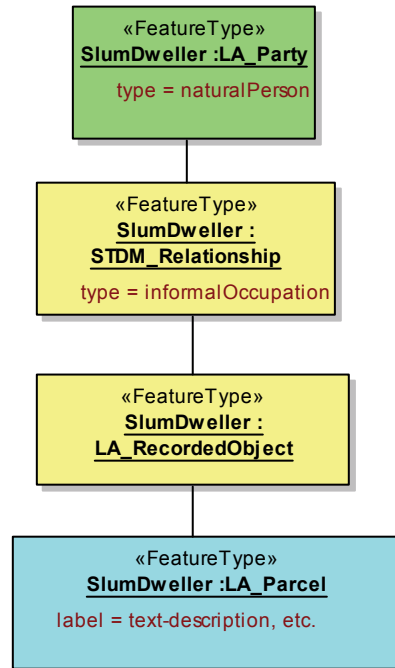 «FeatureType»
SlumDweller :LA_Party
type = naturalPerson
«FeatureType»
SlumDweller :
STDM_Relationship
type = informalOccupation
«FeatureType»
SlumDweller :
LA_RecordedObject
«FeatureType»
SlumDweller :LA_Parcel
label = text-description, etc.